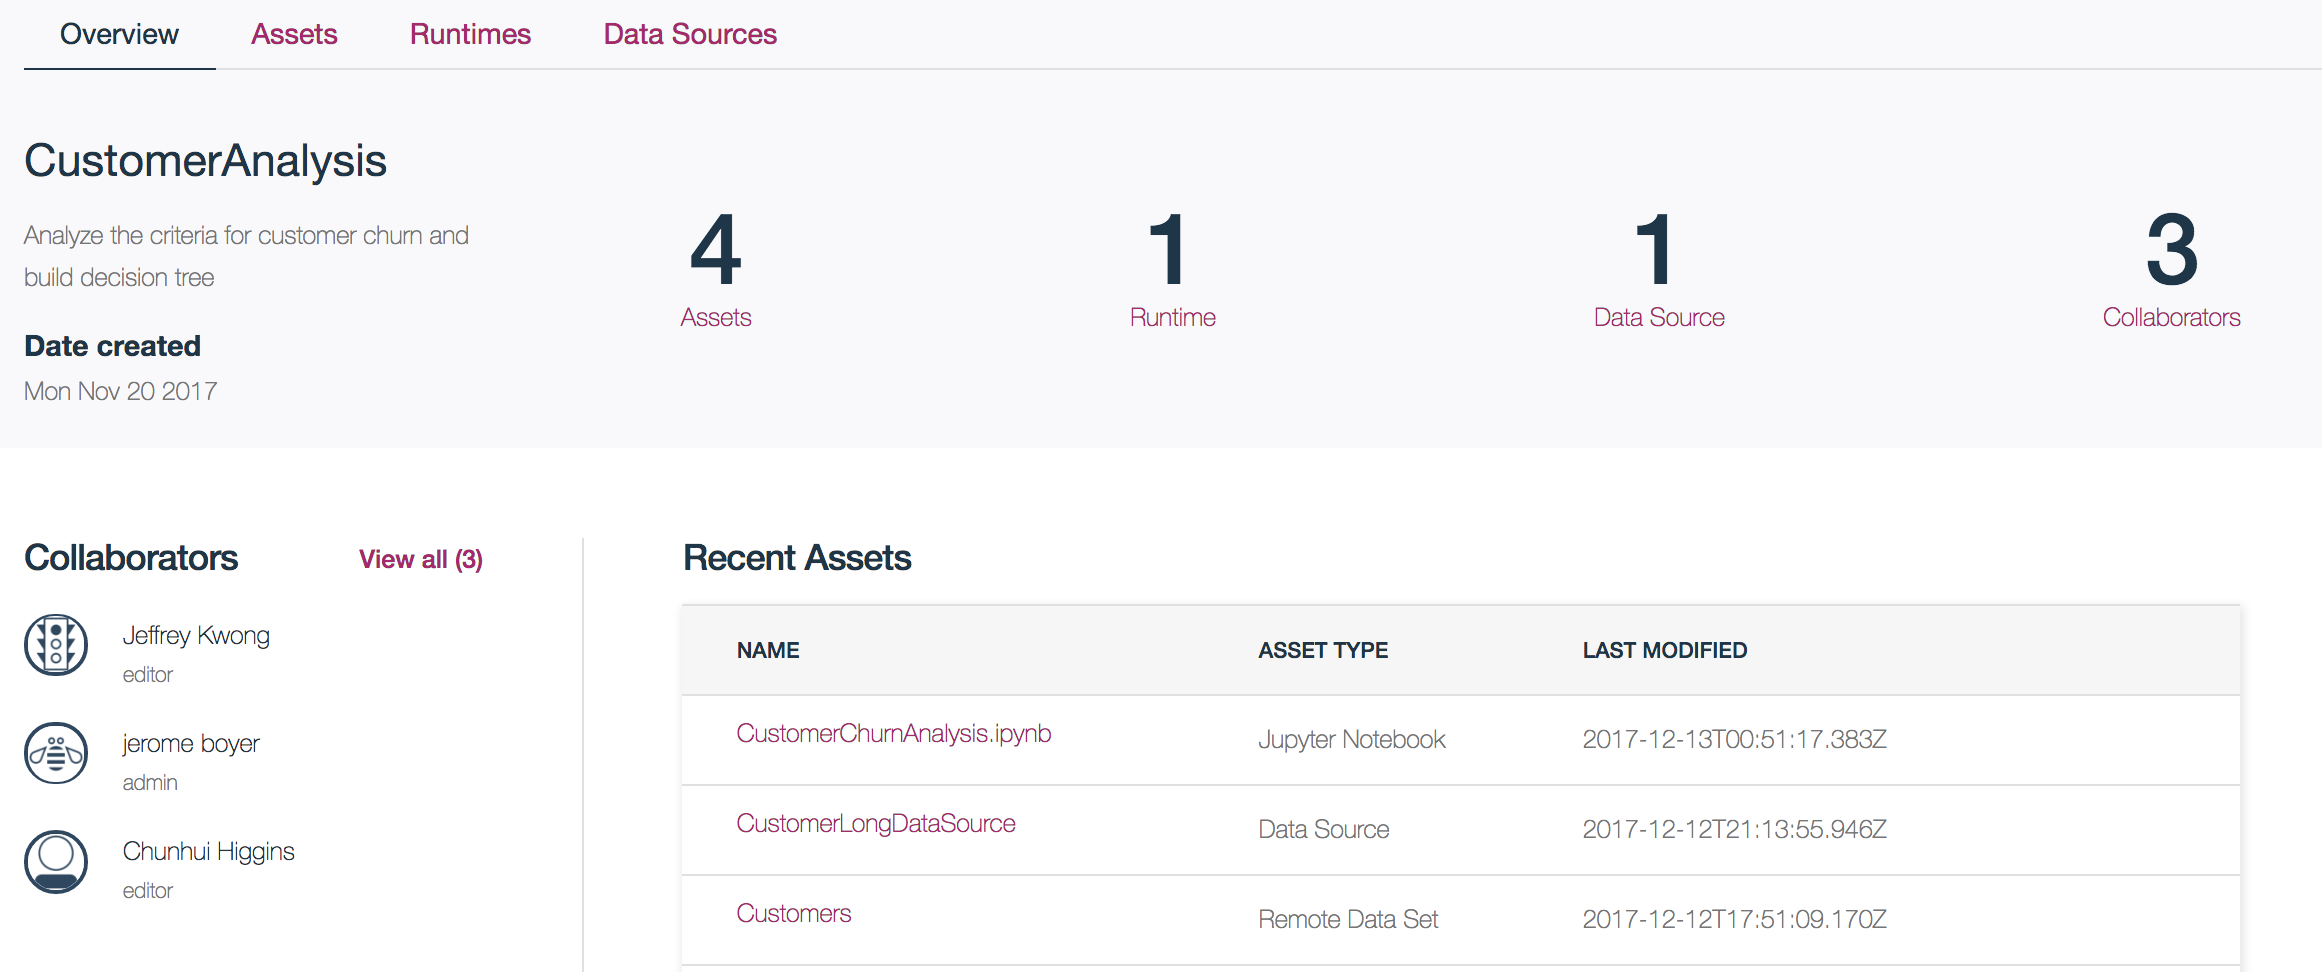 Overview Assets Runtimes Data Sources
CustomerAnalysis
Analyze the criteria for customer churn and
build decision tree
Date created
Mon Nov 20 2017
4
Assets
1
Runtime
1
Data Source
3
Collaborators
Collaborators View all (3)
Jeffrey Kwong
editor
jerome boyer
admin
Chunhui Higgins
editor
Recent Assets
NAME ASSET TYPE LAST MODIFIED
CustomerChurnAnalysis.ipynb Jupyter Notebook 2017-12-13T00:51:17.383Z
CustomerLongDataSource Data Source 2017-12-12T21:13:55.946Z
Customers Remote Data Set 2017-12-12T17:51:09.170Z